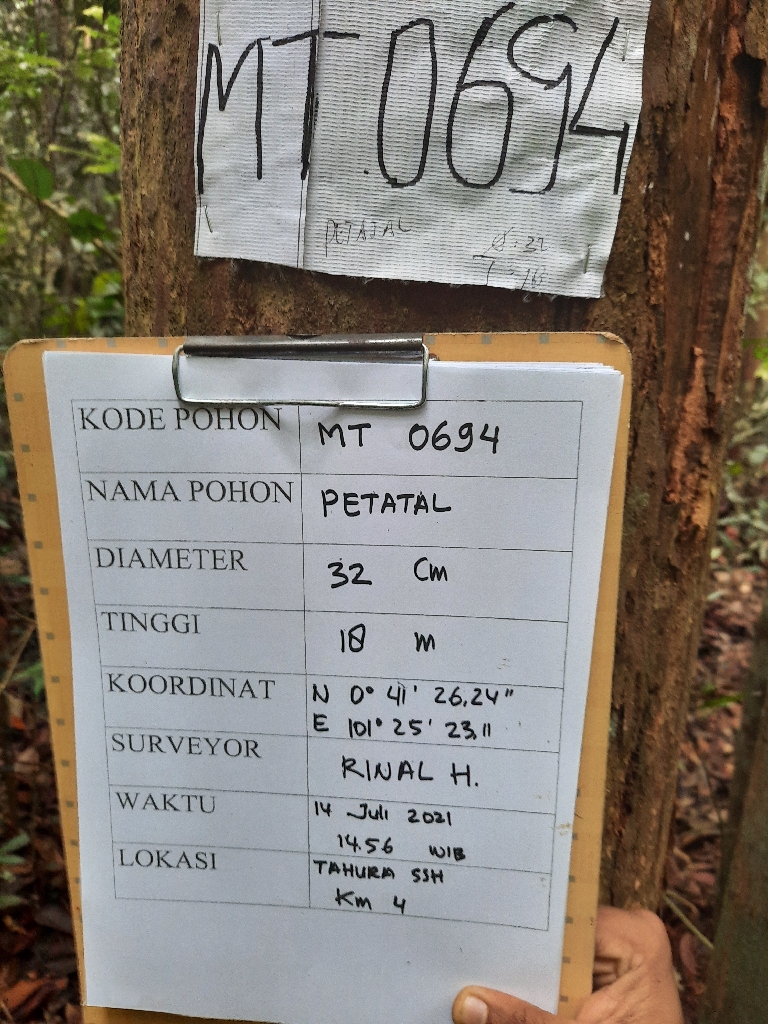 MT 0694
PETATAL
Ø : 32
KODE POHON MT 0694
NAMA POHON PETATAL
DIAMETER 32 Cm
TINGGI 18 m
KOORDINAT N 0° 41' 26,24"
E 101° 25' 23,11
SURVEYOR RINAL H.
WAKTU 14 Juli 2021
14.56 WIB
LOKASI TAHURA SSH
Km 4